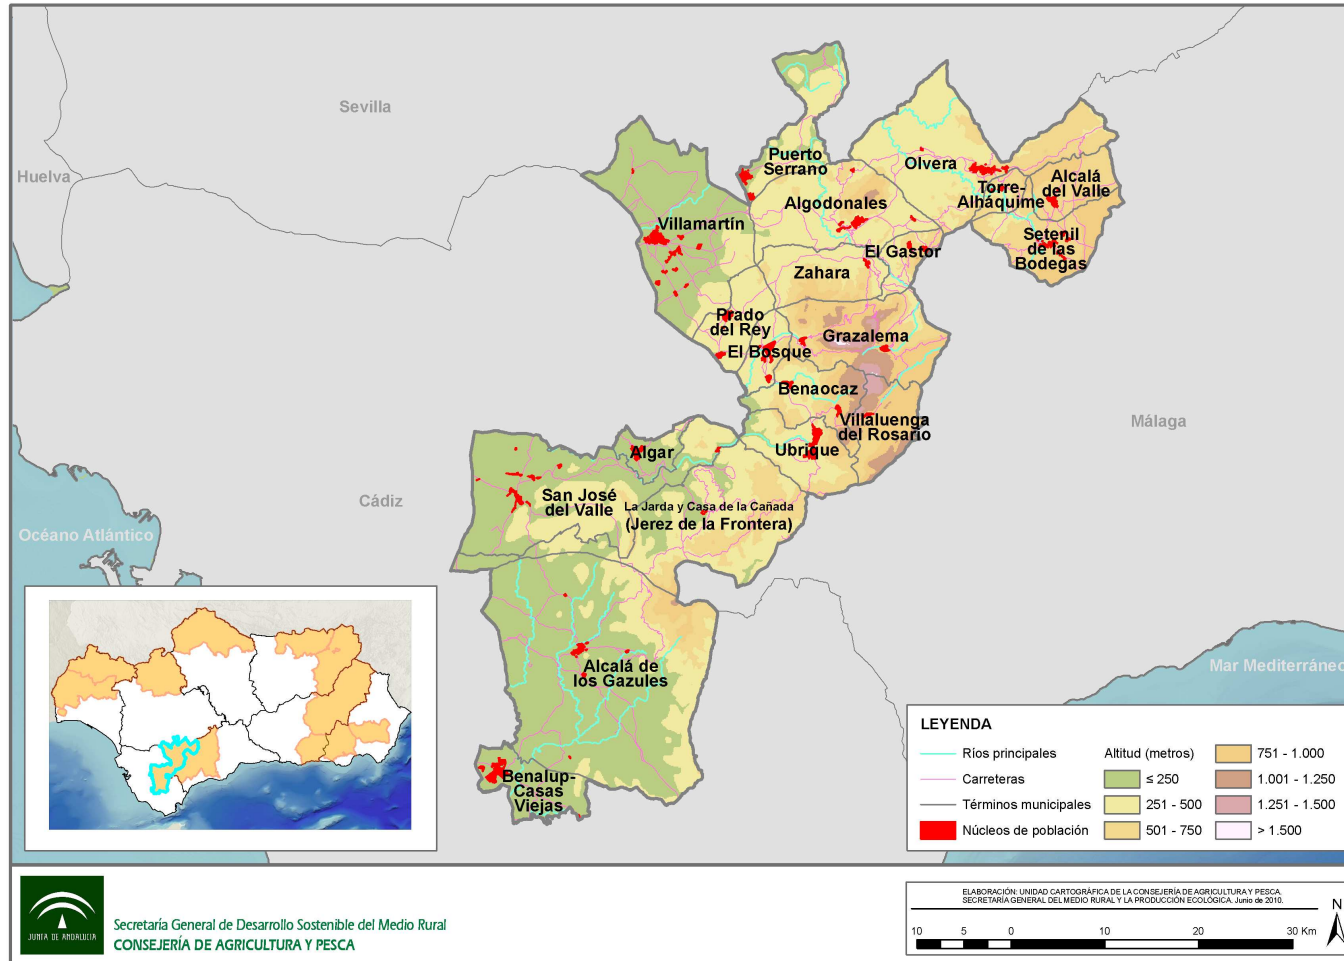 Sevilla
Huelva
Puerto
Serrano
Olvera
Torre-
Alháquime
Alcalá
del Valle
Algodonales
Villamartín
Setenil
de las
Bodegas
El Gastor
Zahara
Prado
del Rey
Grazalema
El Bosque
Benaocaz
Villaluenga
del Rosario
Málaga
Ubrique
Algar
Cádiz
San José
del Valle
La Jarda y Casa de la Cañada
(Jerez de la Frontera)
Océano Atlántico
Alcalá de
los Gazules
Mar Mediterráneo
Benalup-
Casas
Viejas
LEYENDA
Ríos principales
Carreteras
Términos municipales
Núcleos de población
Altitud (metros)
≤ 250
251 - 500
501 - 750
751 - 1.000
1.001 - 1.250
1.251 - 1.500
> 1.500
JUNTA DE ANDALUCIA
Secretaría General de Desarrollo Sostenible del Medio Rural
CONSEJERÍA DE AGRICULTURA Y PESCA
ELABORACIÓN: UNIDAD CARTOGRÁFICA DE LA CONSEJERÍA DE AGRICULTURA Y PESCA.
SECRETARÍA GENERAL DEL MEDIO RURAL Y LA PRODUCCIÓN ECOLÓGICA. Junio de 2010.
10 5 0 10 20 30 Km
N